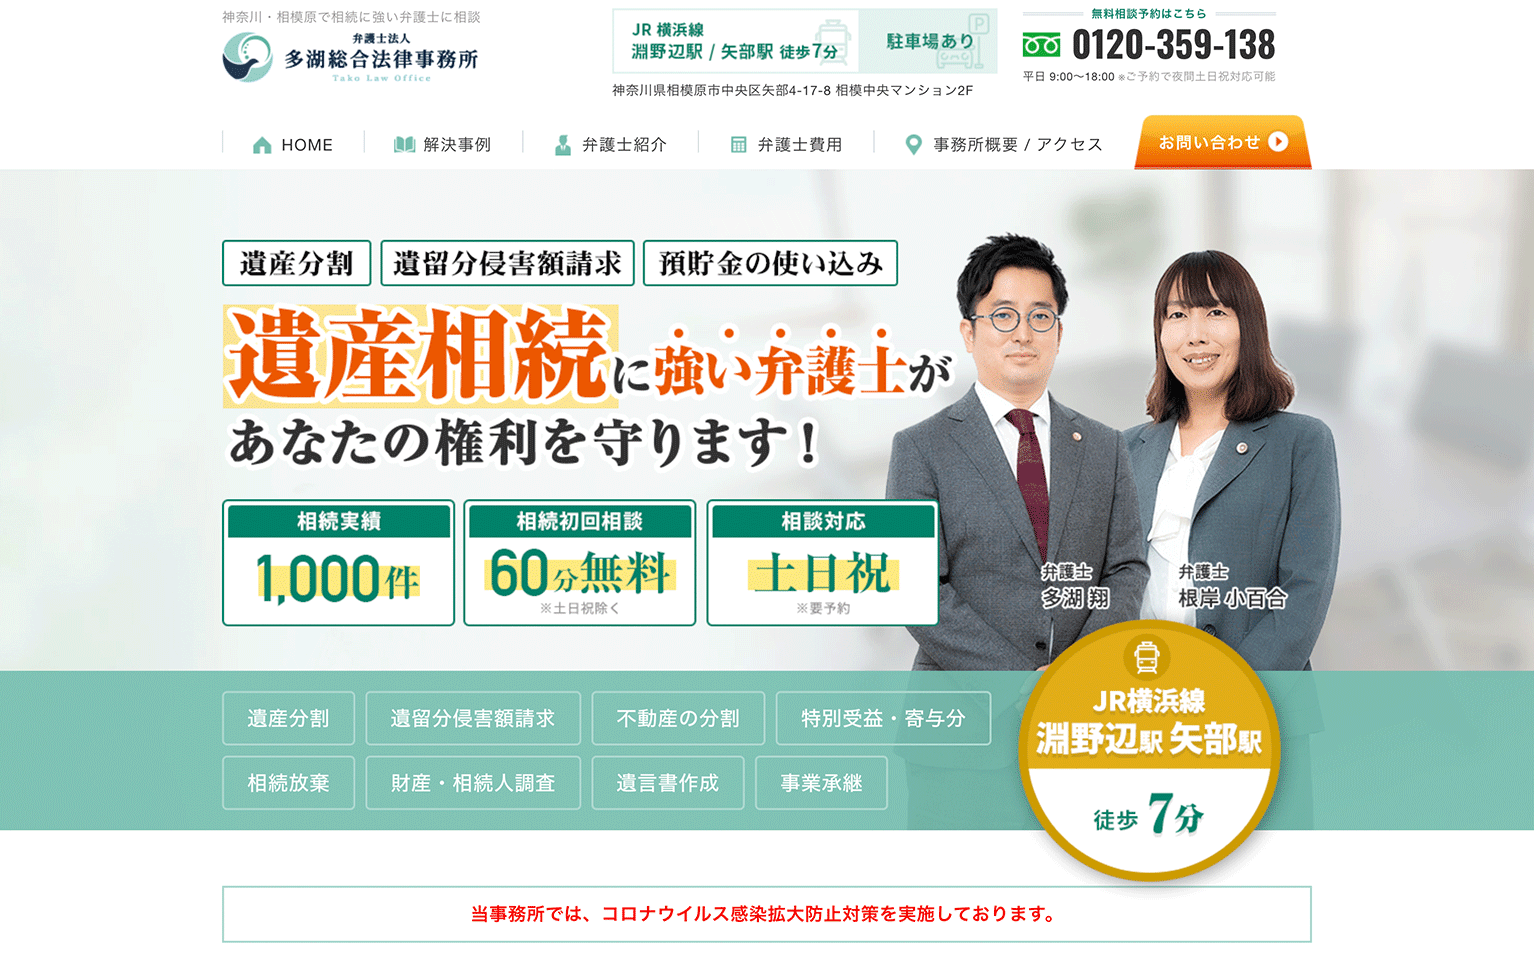 神奈川・相模原で相続に強い弁護士に相談
弁護士法人
多湖総合法律事務所
Tako Law Office
JR 横浜線
淵野辺駅 / 矢部駅 徒歩7分
駐車場あり
P
神奈川県相模原市中央区矢部4-17-8 相模中央マンション2F
無料相談予約はこちら
0120-359-138
平日 9:00〜18:00 ※ご予約で夜間土日祝対応可能
HOME
解決事例
弁護士紹介
弁護士費用
事務所概要 / アクセス
お問い合わせ
遺産分割
遺留分侵害額請求
預貯金の使い込み
遺産相続に強い弁護士が
あなたの権利を守ります！
相続実績
1,000件
相続初回相談
60分無料
※土日祝除く
相談対応
土日祝
※要予約
弁護士
多湖 翔
弁護士
根岸 小百合
遺産分割
遺留分侵害額請求
不動産の分割
特別受益・寄与分
相続放棄
財産・相続人調査
遺言書作成
事業承継
JR横浜線
淵野辺駅 矢部駅
徒歩 7分
当事務所では、コロナウイルス感染拡大防止対策を実施しております。